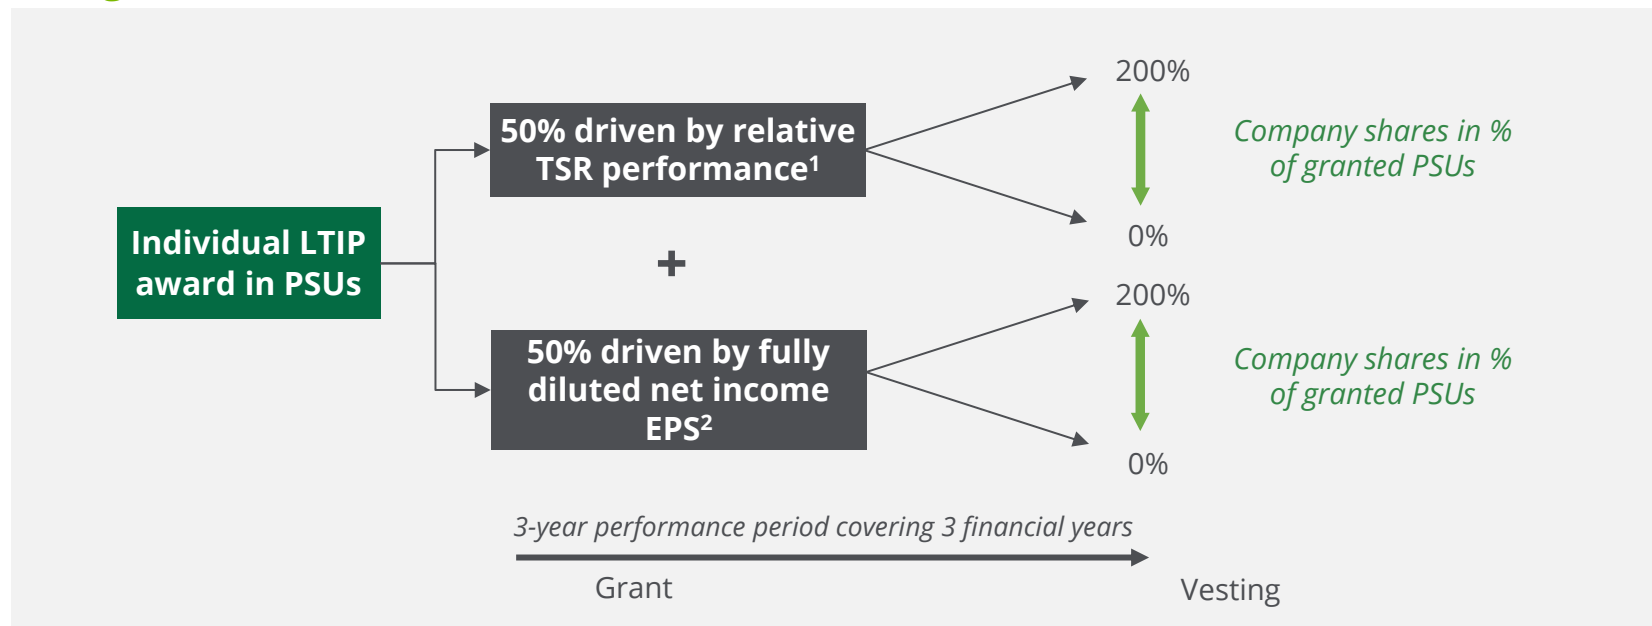 Individual LTIP
award in PSUs
50% driven by relative
TSR performance¹
+
50% driven by fully
diluted net income
EPS²
200%
0%
Company shares in %
of granted PSUs
200%
0%
Company shares in %
of granted PSUs
3-year performance period covering 3 financial years
Grant
Vesting